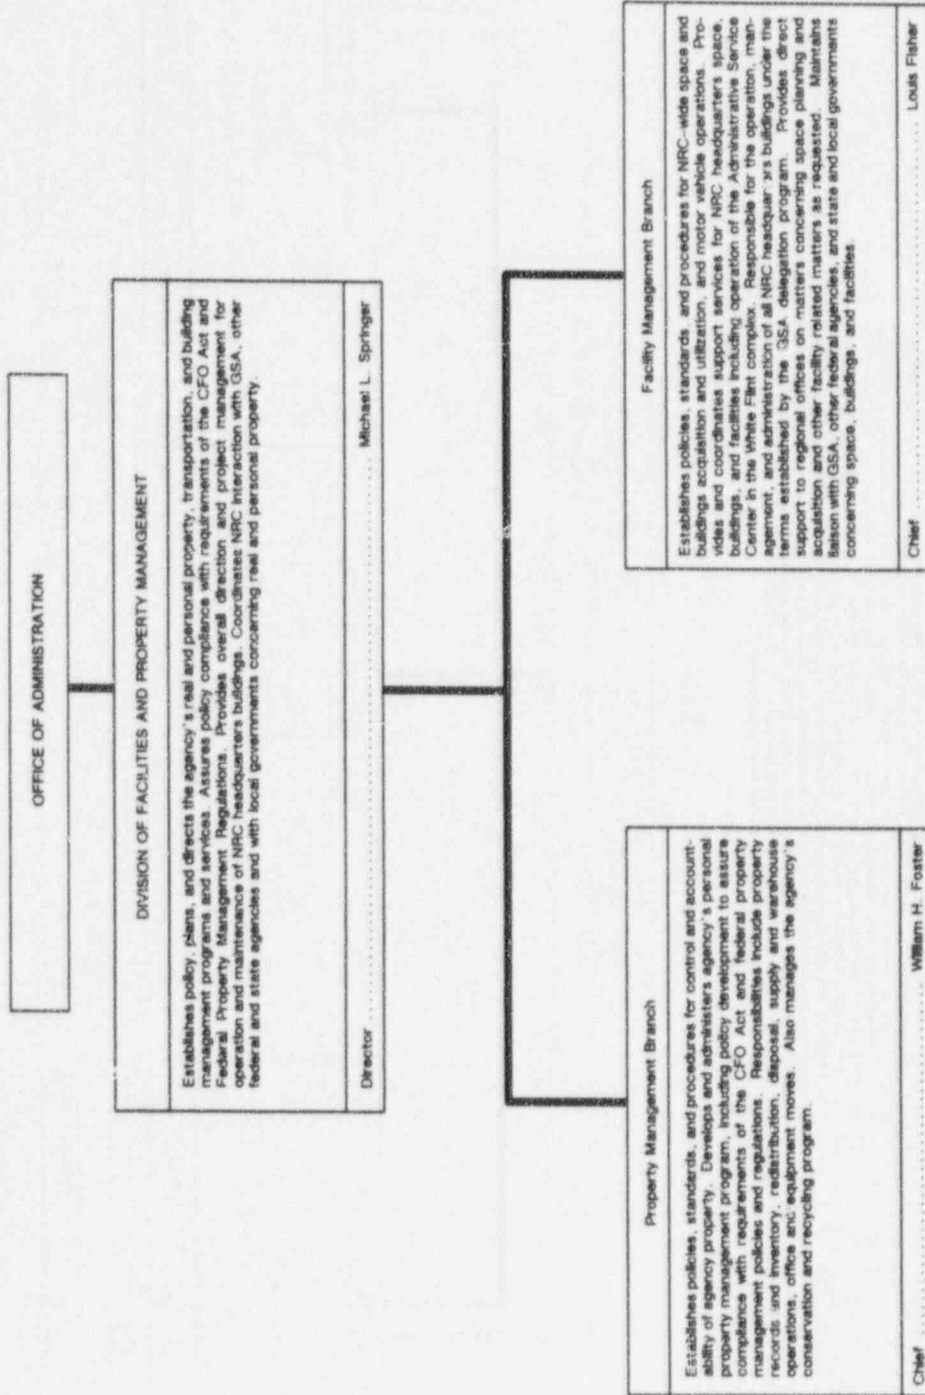 OFFICE OF ADMINISTRATION
DIVISION OF FACILITIES AND PROPERTY MANAGEMENT
Establishes policy, plans, and directs the agency's real and personal property, transportation, and building
management programs and services. Assures policy compliance with requirements of the CFO Act and
Federal Property Management Regulations. Provides overall direction and project management for
operation and maintenance of NRC headquarters buildings. Coordinates NRC interaction with GSA, other
federal and state agencies and with local governments concerning real and personal property.
Director ........................................ Michael L. Springer
Property Management Branch
Establishes policies, standards, and procedures for control and account-
ability of agency property. Develops and administers agency's personal
property management program, including policy development to assure
compliance with requirements of the CFO Act and federal property
management policies and regulations. Responsibilities include property
records and inventory, redistribution, disposal, supply and warehouse
operations, office and equipment moves. Also manages the agency's
conservation and recycling program.
Chief ........................................ William H. Foster
Facility Management Branch
Establishes policies, standards, and procedures for NRC-wide space and
buildings acquisition and utilization, and motor vehicle operations. Pro-
vides and coordinates support services for NRC headquarters space,
buildings, and facilities including operation of the Administrative Service
Center in the White Flint complex. Responsible for the operation, man-
agement, and administration of all NRC headquarters buildings under the
terms established by the GSA delegation program. Provides direct
support to regional offices on matters concerning space planning and
acquisition and other facility related matters as requested. Maintains
liaison with GSA, other federal agencies, and state and local governments
concerning space, buildings, and facilities.
Chief ........................................ Louis Fisher